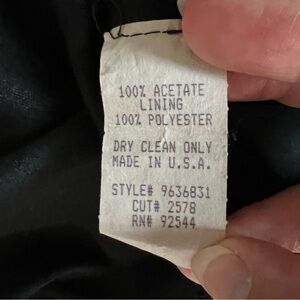 100% ACETATE
LINING
100% POLYESTER
DRY CLEAN ONLY
MADE IN U.S.A.
STYLE# 9636831
CUT# 2578
RN# 92544